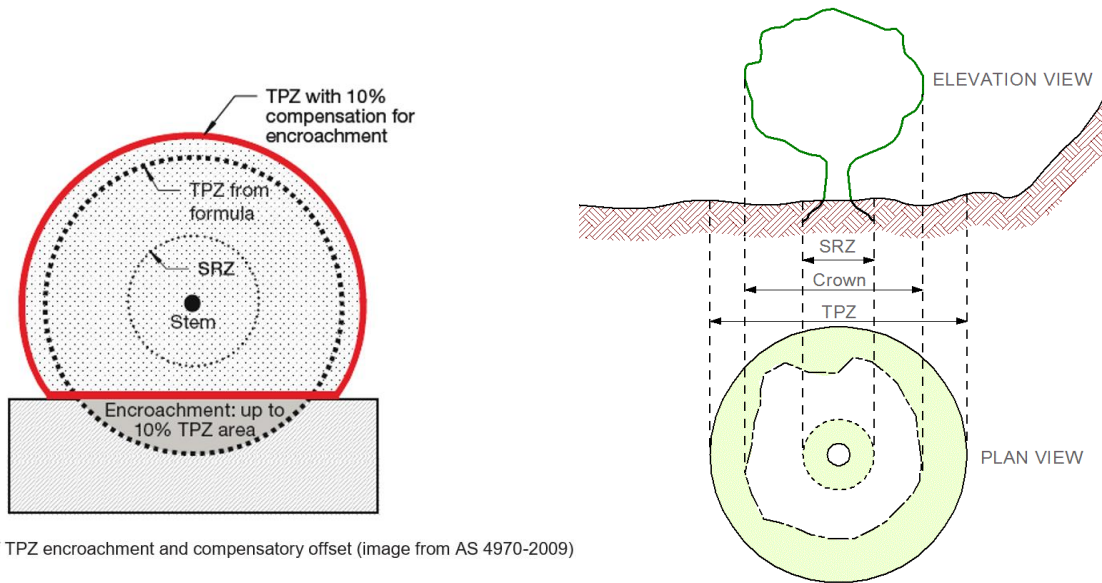 TPZ with 10%
compensation for
encroachment
TPZ from
formula
SRZ
Stem
Encroachment: up to
10% TPZ area
TPZ encroachment and compensatory offset (image from AS 4970-2009)
ELEVATION VIEW
SRZ
Crown
TPZ
PLAN VIEW